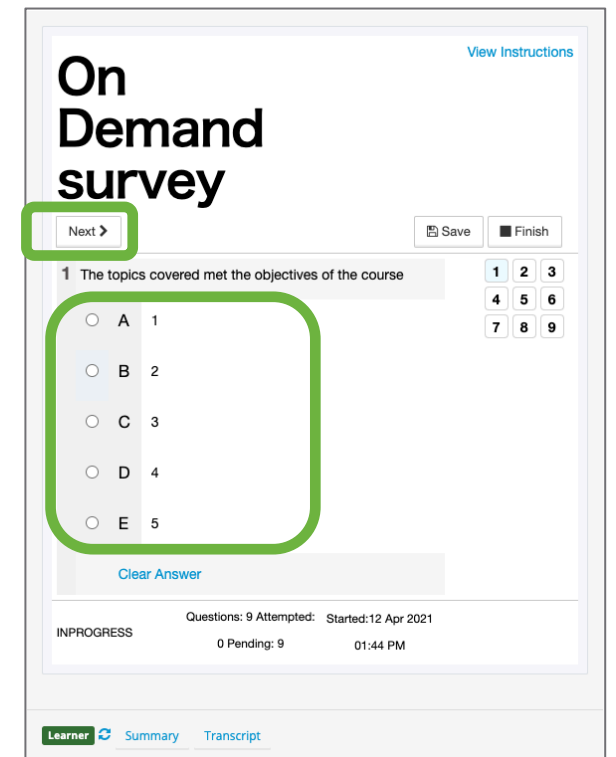 View Instructions
On
Demand
survey
Next
Save
Finish
1 The topics covered met the objectives of the course
1 2 3
4 5 6
7 8 9
A 1
B 2
C 3
D 4
E 5
Clear Answer
INPROGRESS
Questions: 9 Attempted:
0 Pending: 9
Started:12 Apr 2021
01:44 PM
Learner Summary Transcript